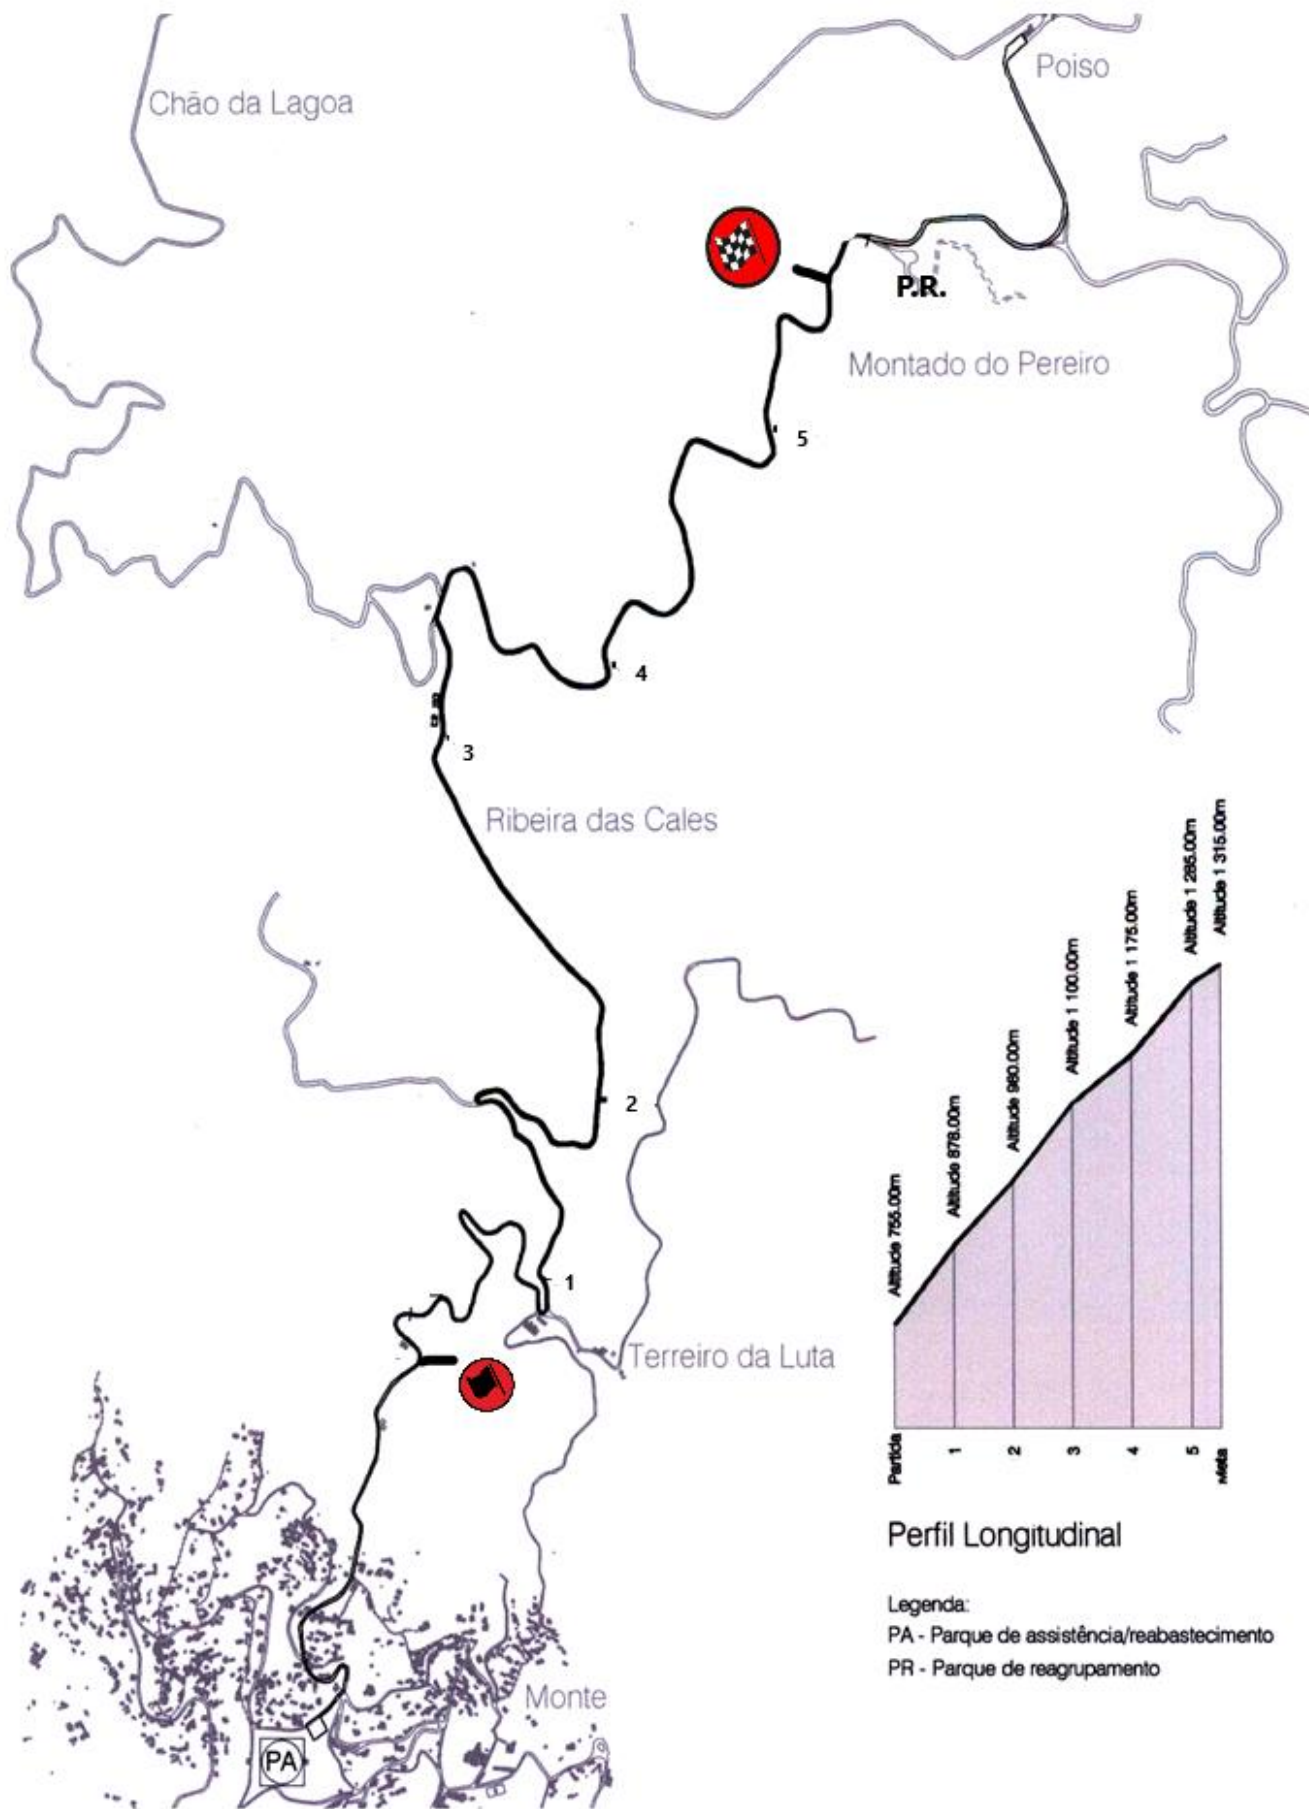 Poiso
Chão da Lagoa
P.R.
Montado do Pereiro
5
4
3
Ribeira das Cales
2
1
Terreiro da Luta
Monte
PA
Altitude 755.00m
Altitude 878.00m
Altitude 980.00m
Altitude 1 100.00m
Altitude 1 175.00m
Altitude 1 285.00m
Altitude 1 315.00m
Partida
1
2
3
4
5
Meta
Perfil Longitudinal
Legenda:
PA - Parque de assistência/reabastecimento
PR - Parque de reagrupamento